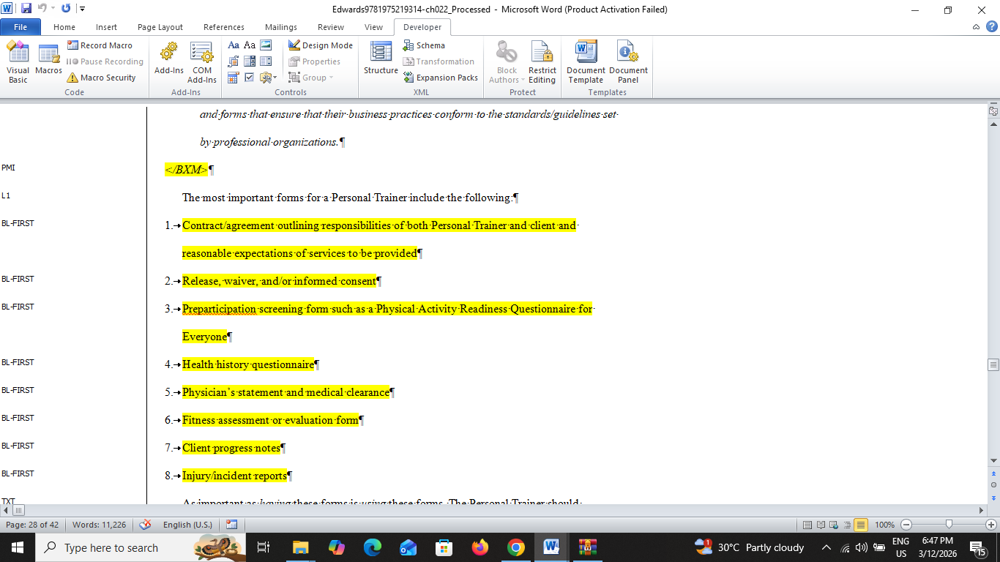 Edwards9781975219314-ch022_Processed - Microsoft Word (Product Activation Failed)
File Home Insert Page Layout References Mailings Review View Developer
Visual Basic
Macros
Record Macro
Pause Recording
Macro Security
Code
Add-Ins
COM Add-Ins
Add-Ins
Design Mode
Properties
Group
Controls
Structure
Schema
Transformation
Expansion Packs
XML
Block Authors
Restrict Editing
Protect
Document Template
Document Panel
Templates
and forms that ensure that their business practices conform to the standards/guidelines set
by professional organizations.¶
PMI </BXM>¶
L1 The most important forms for a Personal Trainer include the following:¶
BL-FIRST 1.→Contract/agreement outlining responsibilities of both Personal Trainer and client and
reasonable expectations of services to be provided¶
BL-FIRST 2.→Release, waiver, and/or informed consent¶
BL-FIRST 3.→Preparticipation screening form such as a Physical Activity Readiness Questionnaire for
Everyone¶
BL-FIRST 4.→Health history questionnaire¶
BL-FIRST 5.→Physician’s statement and medical clearance¶
BL-FIRST 6.→Fitness assessment or evaluation form¶
BL-FIRST 7.→Client progress notes¶
BL-FIRST 8.→Injury/incident reports¶
TXT As important as having these forms is using these forms. The Personal Trainer should
Page: 28 of 42 Words: 11,226 English (U.S.) 100%
Type here to search 30°C Partly cloudy ENG 6:47 PM
US 3/12/2026 15